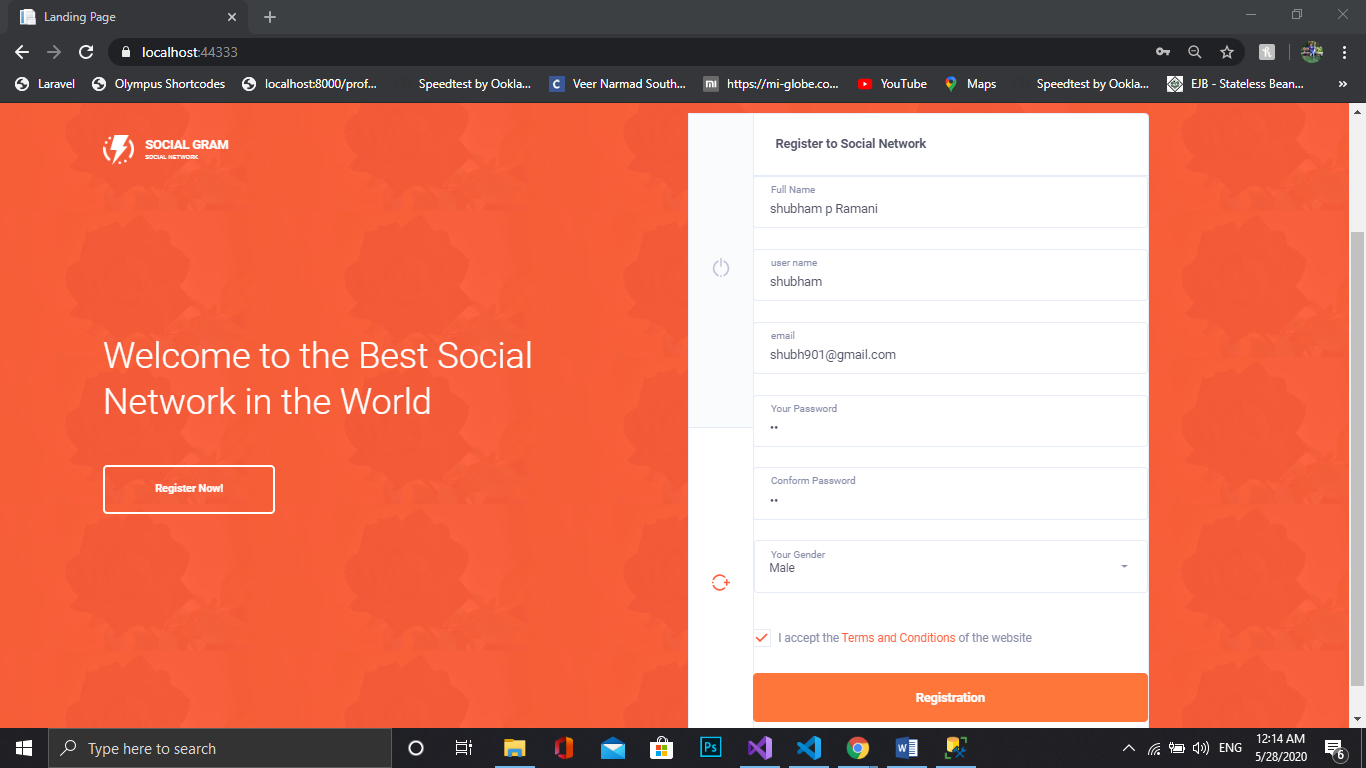 Landing Page
localhost:44333
Laravel
Olympus Shortcodes
localhost:8000/prof...
Speedtest by Ookla...
Veer Narmad South...
https://mi-globe.co...
YouTube
Maps
Speedtest by Ookla...
EJB - Stateless Bean...
»
SOCIAL GRAM
SOCIAL NETWORK
Welcome to the Best Social
Network in the World
Register Now!
Register to Social Network
Full Name
shubham p Ramani
user name
shubham
email
shubh901@gmail.com
Your Password
••
Conform Password
••
Your Gender
Male
I accept the Terms and Conditions of the website
Registration
Type here to search
ENG
12:14 AM
5/28/2020
6